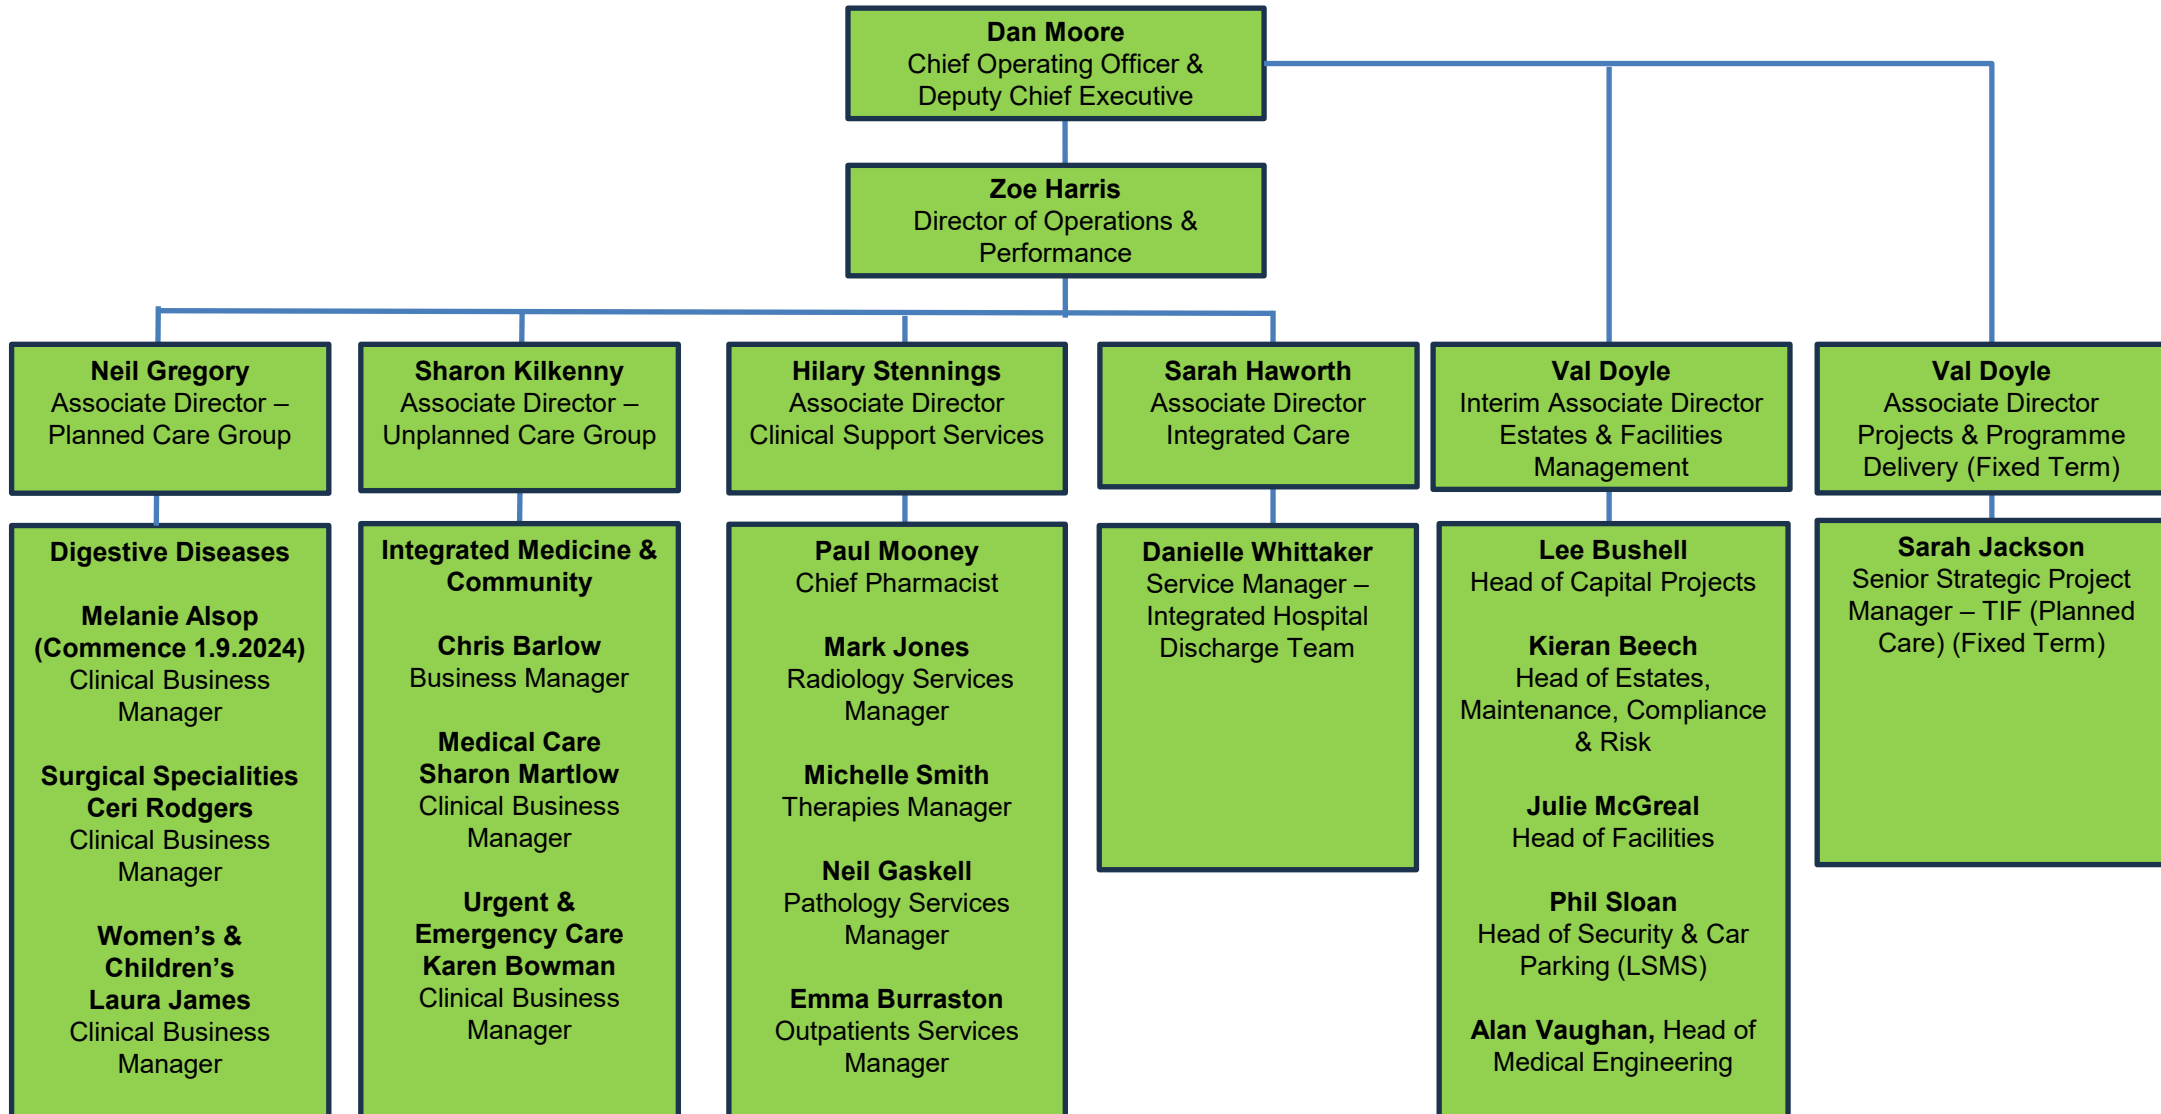 Dan Moore
Chief Operating Officer &
Deputy Chief Executive
Zoe Harris
Director of Operations &
Performance
Neil Gregory
Associate Director –
Planned Care Group
Sharon Kilkenny
Associate Director –
Unplanned Care Group
Hilary Stennings
Associate Director
Clinical Support Services
Sarah Haworth
Associate Director
Integrated Care
Val Doyle
Interim Associate Director
Estates & Facilities
Management
Val Doyle
Associate Director
Projects & Programme
Delivery (Fixed Term)
Digestive Diseases
Melanie Alsop
(Commence 1.9.2024)
Clinical Business
Manager
Surgical Specialities
Ceri Rodgers
Clinical Business
Manager
Women’s &
Children’s
Laura James
Clinical Business
Manager
Integrated Medicine &
Community
Chris Barlow
Business Manager
Medical Care
Sharon Martlow
Clinical Business
Manager
Urgent &
Emergency Care
Karen Bowman
Clinical Business
Manager
Paul Mooney
Chief Pharmacist
Mark Jones
Radiology Services
Manager
Michelle Smith
Therapies Manager
Neil Gaskell
Pathology Services
Manager
Emma Burraston
Outpatients Services
Manager
Danielle Whittaker
Service Manager –
Integrated Hospital
Discharge Team
Lee Bushell
Head of Capital Projects
Kieran Beech
Head of Estates,
Maintenance, Compliance
& Risk
Julie McGreal
Head of Facilities
Phil Sloan
Head of Security & Car
Parking (LSMS)
Alan Vaughan, Head of
Medical Engineering
Sarah Jackson
Senior Strategic Project
Manager – TIF (Planned
Care) (Fixed Term)